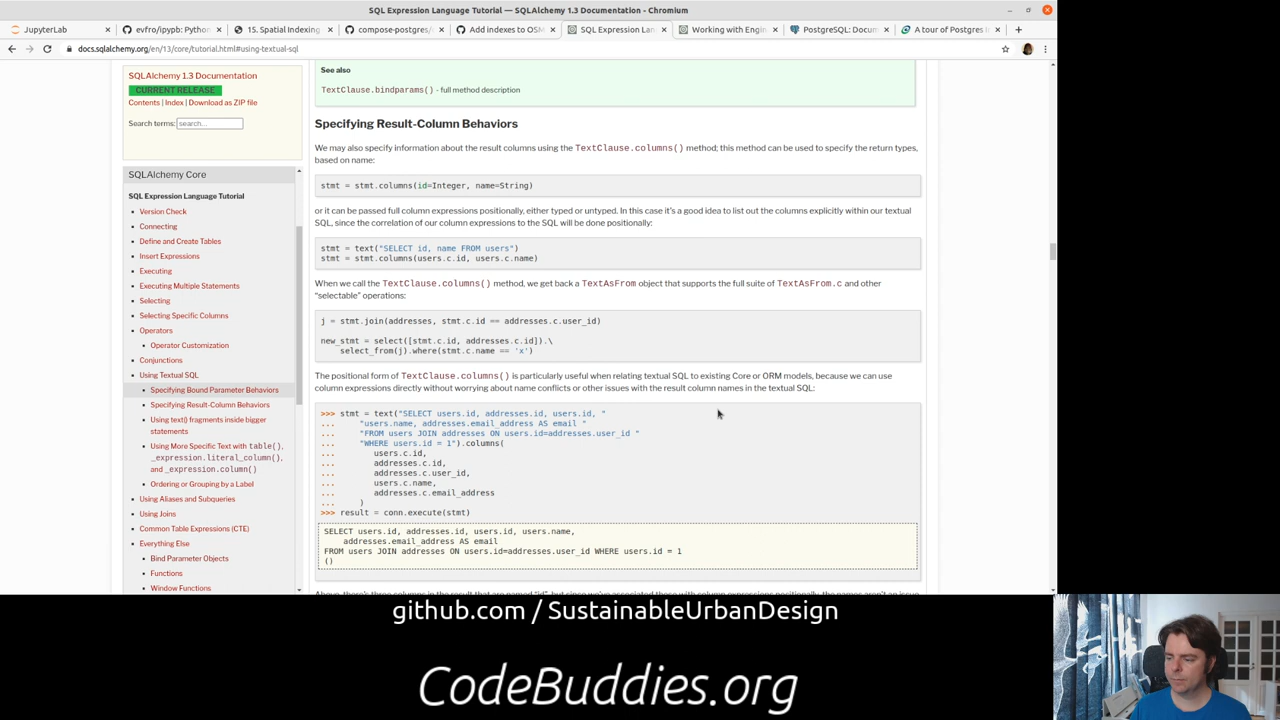 SQL Expression Language Tutorial — SQLAlchemy 1.3 Documentation - Chromium
JupyterLab
evfro/ipypb: Python
15. Spatial Indexing
compose-postgres/
Add indexes to OSM
SQL Expression Lan
Working with Engin
PostgreSQL: Docum
A tour of Postgres In
docs.sqlalchemy.org/en/13/core/tutorial.html#using-textual-sql
SQLAlchemy 1.3 Documentation
CURRENT RELEASE
Contents | Index | Download as ZIP file
Search terms: search...
SQLAlchemy Core
SQL Expression Language Tutorial
Version Check
Connecting
Define and Create Tables
Insert Expressions
Executing
Executing Multiple Statements
Selecting
Selecting Specific Columns
Operators
Operator Customization
Conjunctions
Using Textual SQL
Specifying Bound Parameter Behaviors
Specifying Result-Column Behaviors
Using text() fragments inside bigger
statements
Using More Specific Text with table(),
_expression.literal_column(),
and _expression.column()
Ordering or Grouping by a Label
Using Aliases and Subqueries
Using Joins
Common Table Expressions (CTE)
Everything Else
Bind Parameter Objects
Functions
Window Functions
See also
TextClause.bindparams() - full method description
Specifying Result-Column Behaviors
We may also specify information about the result columns using the TextClause.columns() method; this method can be used to specify the return types,
based on name:
stmt = stmt.columns(id=Integer, name=String)
or it can be passed full column expressions positionally, either typed or untyped. In this case it's a good idea to list out the columns explicitly within our textual
SQL, since the correlation of our column expressions to the SQL will be done positionally:
stmt = text("SELECT id, name FROM users")
stmt = stmt.columns(users.c.id, users.c.name)
When we call the TextClause.columns() method, we get back a TextAsFrom object that supports the full suite of TextAsFrom.c and other
“selectable” operations:
j = stmt.join(addresses, stmt.c.id == addresses.c.user_id)
new_stmt = select([stmt.c.id, addresses.c.id]).\
select_from(j).where(stmt.c.name == 'x')
The positional form of TextClause.columns() is particularly useful when relating textual SQL to existing Core or ORM models, because we can use
column expressions directly without worrying about name conflicts or other issues with the result column names in the textual SQL:
>>> stmt = text("SELECT users.id, addresses.id, users.id, "
... "users.name, addresses.email_address AS email "
... "FROM users JOIN addresses ON users.id=addresses.user_id "
... "WHERE users.id = 1").columns(
... users.c.id,
... addresses.c.id,
... addresses.c.user_id,
... users.c.name,
... addresses.c.email_address
... )
>>> result = conn.execute(stmt)
SELECT users.id, addresses.id, users.id, users.name,
addresses.email_address AS email
FROM users JOIN addresses ON users.id=addresses.user_id WHERE users.id = 1
()
github.com / SustainableUrbanDesign
CodeBuddies.org